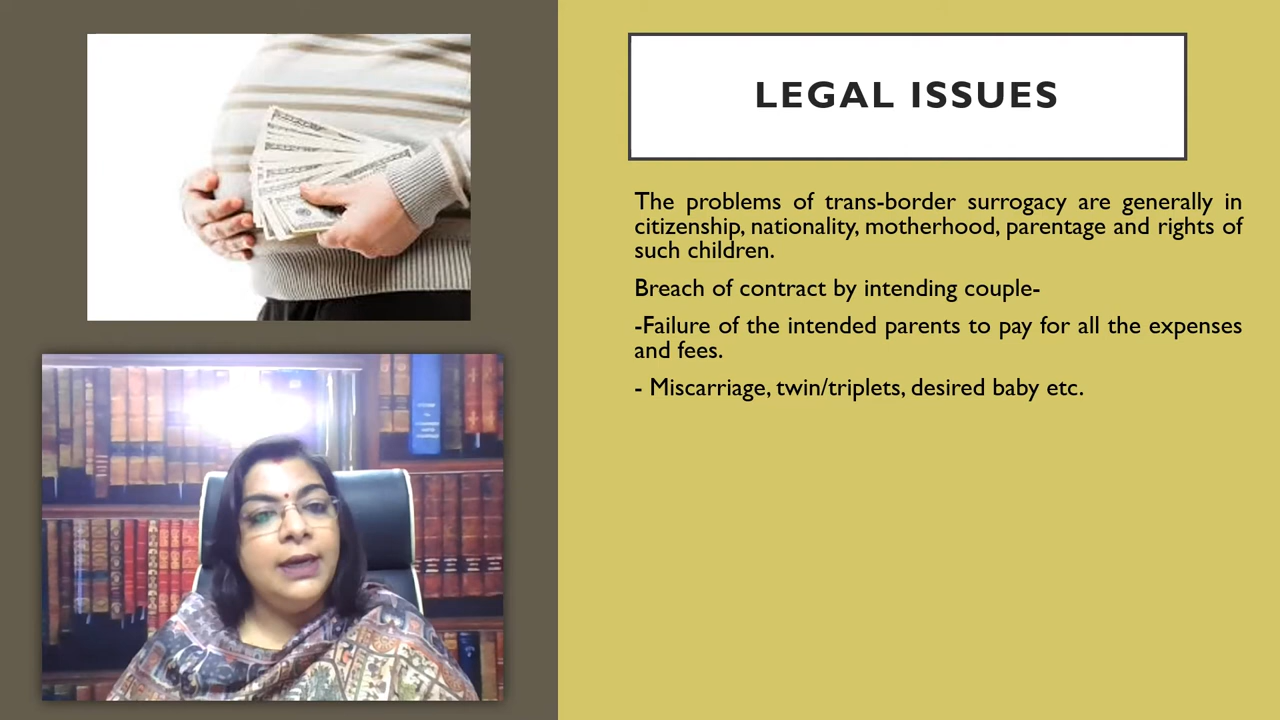 LEGAL ISSUES
The problems of trans-border surrogacy are generally in
citizenship, nationality, motherhood, parentage and rights of
such children.
Breach of contract by intending couple-
-Failure of the intended parents to pay for all the expenses
and fees.
- Miscarriage, twin/triplets, desired baby etc.